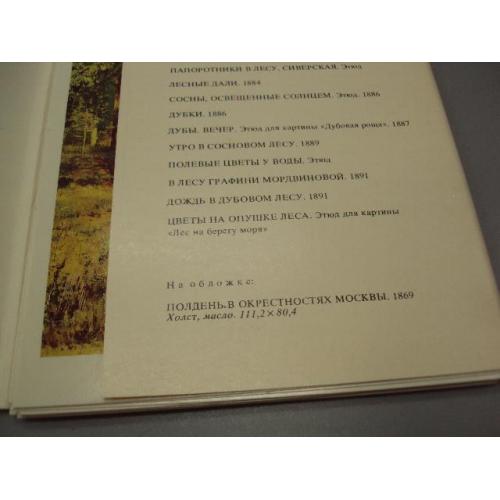 ПАПОРОТНИКИ В ЛЕСУ. СИВЕРСКАЯ. Этюд
ЛЕСНЫЕ ДАЛИ. 1884
СОСНЫ, ОСВЕЩЕННЫЕ СОЛНЦЕМ. Этюд. 1886
ДУБКИ. 1886
ДУБЫ. ВЕЧЕР. Этюд для картины «Дубовая роща». 1887
УТРО В СОСНОВОМ ЛЕСУ. 1889
ПОЛЕВЫЕ ЦВЕТЫ У ВОДЫ. Этюд
В ЛЕСУ ГРАФИНИ МОРДВИНОВОЙ. 1891
ДОЖДЬ В ДУБОВОМ ЛЕСУ. 1891
ЦВЕТЫ НА ОПУШКЕ ЛЕСА. Этюд для картины
«Лес на берегу моря»
На обложке:
ПОЛДЕНЬ. В ОКРЕСТНОСТЯХ МОСКВЫ. 1869
Холст, масло. 111,2 × 80,4